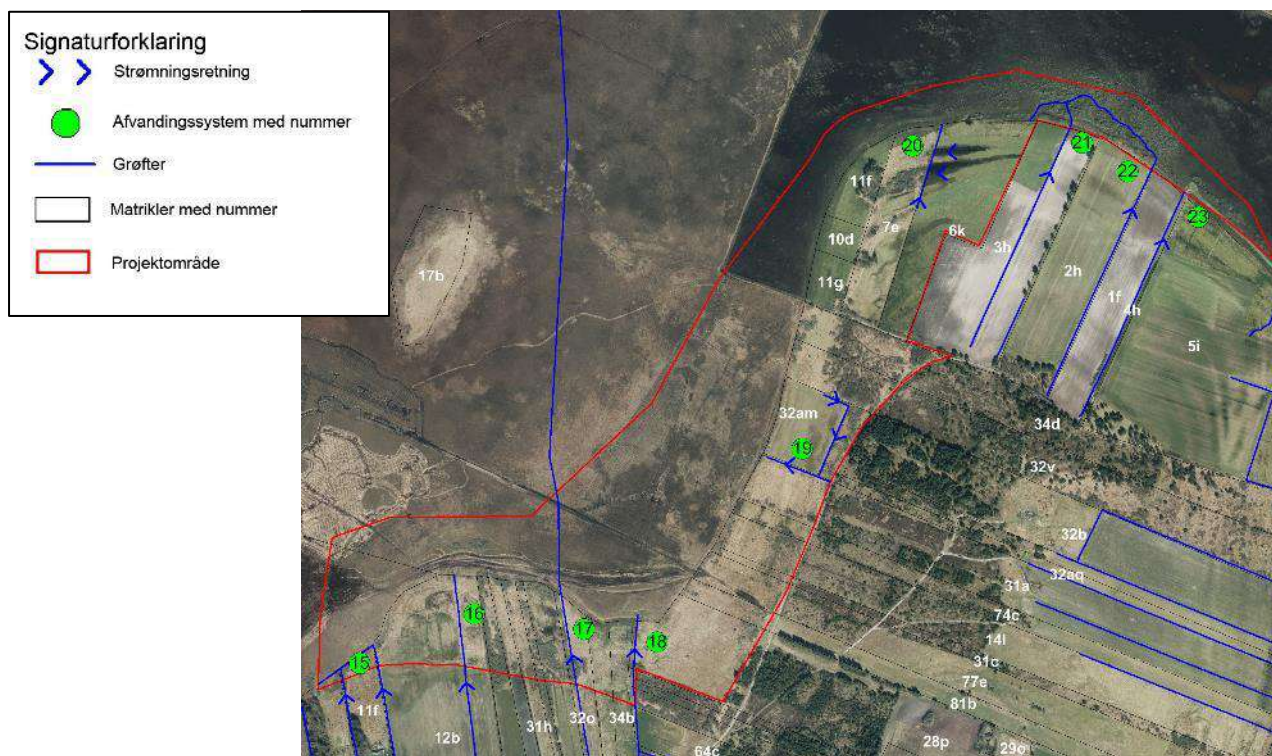 Signaturforklaring
Strømningsretning
Afvandingssystem med nummer
Grøfter
Matrikler med nummer
Projektområde
20
21
22
23
11f
10d
7e
6k
3h
2h
1f
4h
11g
17b
5i
32am
19
34d
32v
32b
32aq
31a
74c
14l
31c
77e
81b
16
17
18
15
11f
12b
31h
32o
34b
64c
28p
29o